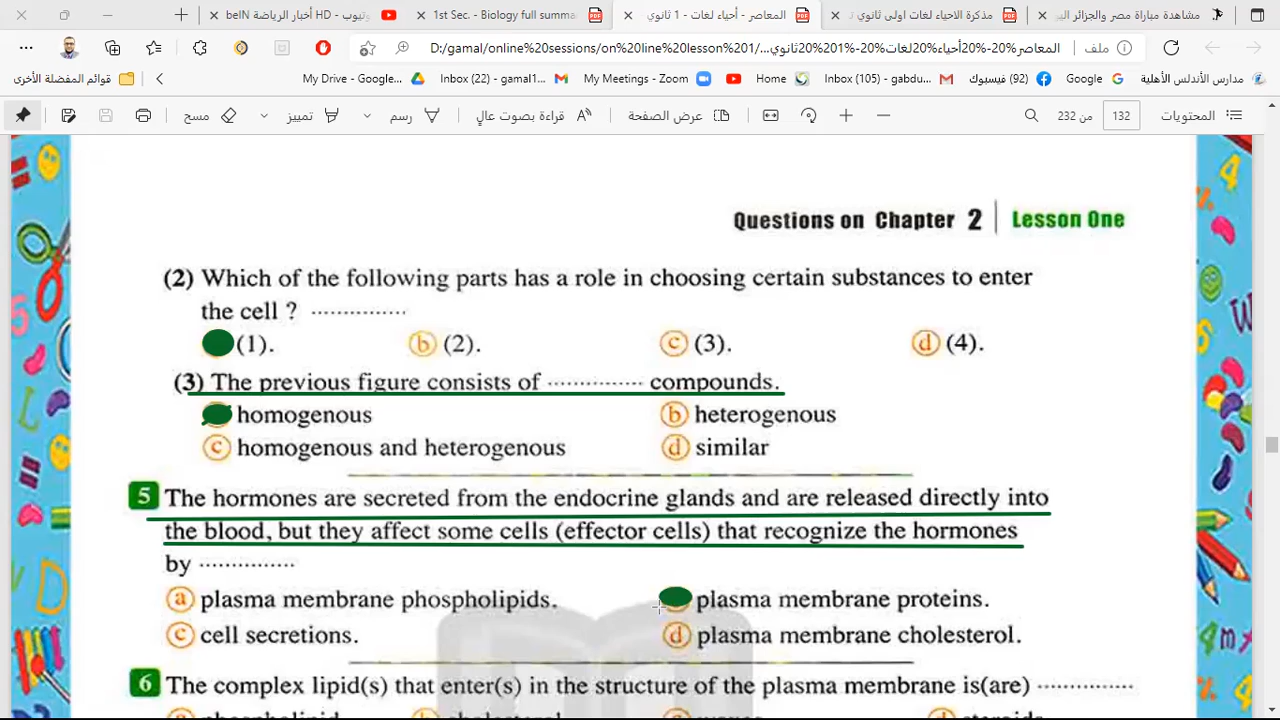 مشاهدة مباراة مصر والجزائر اليو
مذكرة الاحياء لغات اولى ثانوي ت
المعاصر - أحياء لغات - 1 ثانوي
1st Sec. - Biology full summa
يوتيوب - HD أخبار الرياضة beIN
ملف D:/gamal/online%20sessions/on%20line%20lesson%201/...المعاصر%20-%20أحياء%20لغات%20-%201%20ثانوي
مدارس الأندلس الأهلية
(92) فيسبوك
Google
Inbox (105) - gabdu...
Home
My Meetings - Zoom
Inbox (22) - gamal1...
My Drive - Google...
قوائم المفضلة الأخرى
المحتويات 132 من 232 عرض الصفحة قراءة بصوت عالٍ رسم تمييز مسح
Questions on Chapter 2 Lesson One
(2) Which of the following parts has a role in choosing certain substances to enter
the cell ? ..............
(1). b (2). c (3). d (4).
(3) The previous figure consists of .............. compounds.
homogenous b heterogenous
c homogenous and heterogenous d similar
5 The hormones are secreted from the endocrine glands and are released directly into
the blood, but they affect some cells (effector cells) that recognize the hormones
by ..............
a plasma membrane phospholipids. plasma membrane proteins.
c cell secretions. d plasma membrane cholesterol.
6 The complex lipid(s) that enter(s) in the structure of the plasma membrane is(are) ..............